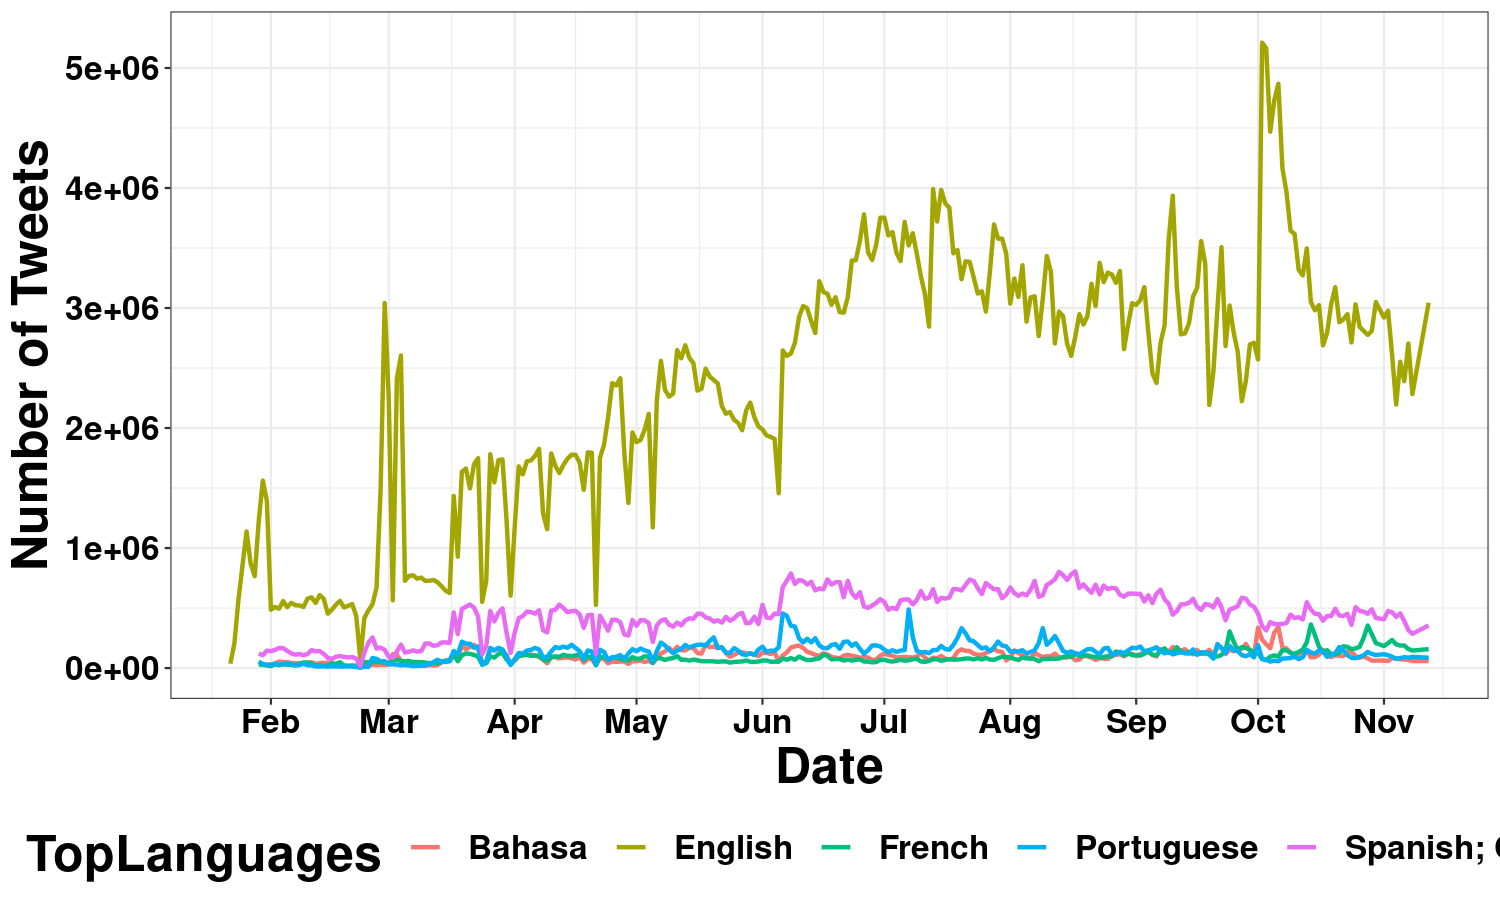 5e+06
4e+06
3e+06
2e+06
1e+06
0e+00
Number of Tweets
Feb Mar Apr May Jun Jul Aug Sep Oct Nov
Date
TopLanguages Bahasa English French Portuguese Spanish;